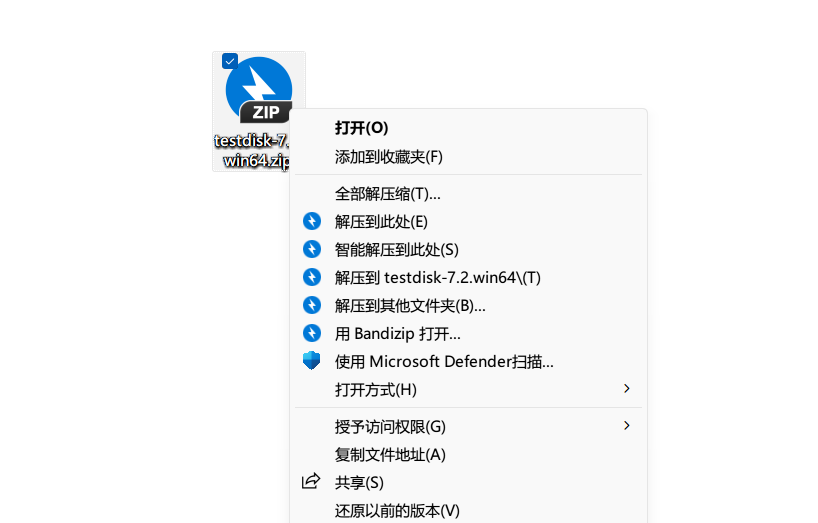 ZIP
testdisk-7.
win64.zip
打开(O)
添加到收藏夹(F)
全部解压缩(T)...
解压到此处(E)
智能解压到此处(S)
解压到 testdisk-7.2.win64\(T)
解压到其他文件夹(B)...
用 Bandizip 打开...
使用 Microsoft Defender扫描...
打开方式(H)
授予访问权限(G)
复制文件地址(A)
共享(S)
还原以前的版本(V)